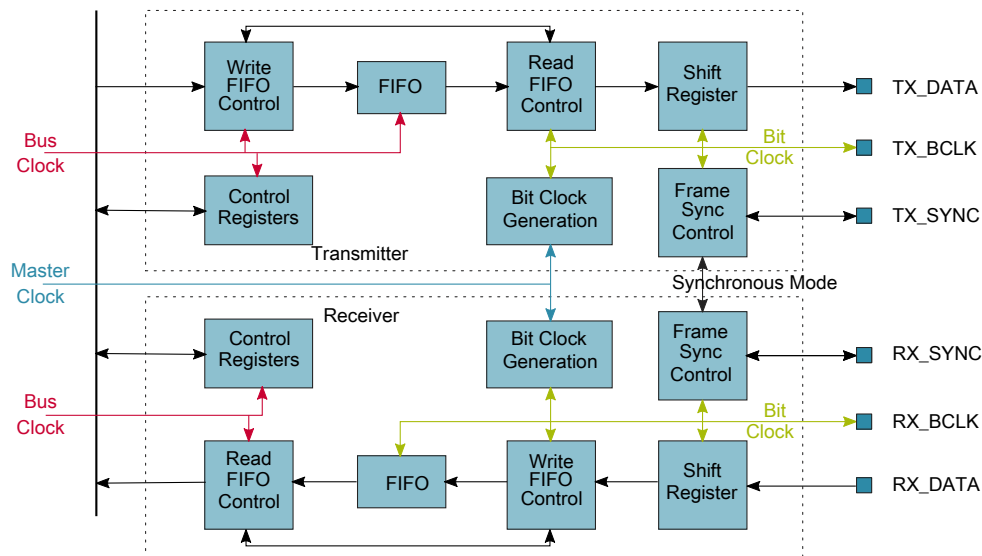 Write
FIFO
Control
FIFO
Read
FIFO
Control
Shift
Register
TX_DATA
Bus
Clock
Bit
Clock
TX_BCLK
Control
Registers
Bit Clock
Generation
Frame
Sync
Control
TX_SYNC
Transmitter
Master
Clock
Synchronous Mode
Receiver
Control
Registers
Bit Clock
Generation
Frame
Sync
Control
RX_SYNC
Bus
Clock
Bit
Clock
RX_BCLK
Read
FIFO
Control
FIFO
Write
FIFO Control
Shift
Register
RX_DATA